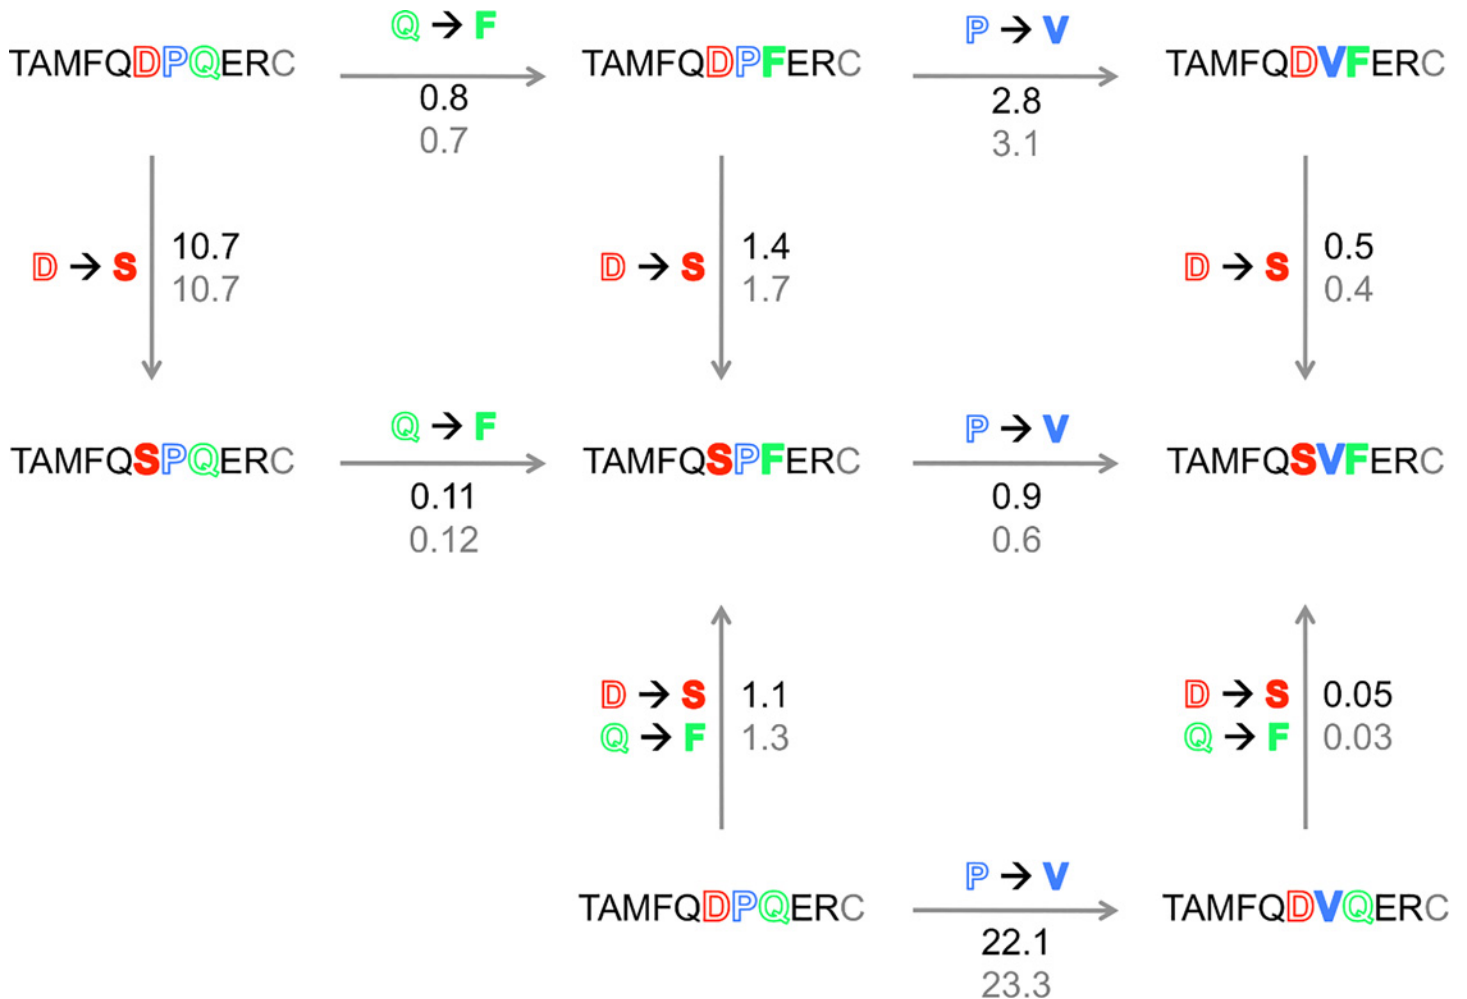 Q → F
P → V
TAMFQDPQERC
TAMFQDPFERC
TAMFQDVFERC
0.8
0.7
2.8
3.1
D → S
10.7
10.7
D → S
1.4
1.7
D → S
0.5
0.4
Q → F
P → V
TAMFQSPQERC
TAMFQSPFERC
TAMFQSVFERC
0.11
0.12
0.9
0.6
D → S
Q → F
1.1
1.3
D → S
Q → F
0.05
0.03
P → V
TAMFQDPQERC
TAMFQDVQERC
22.1
23.3